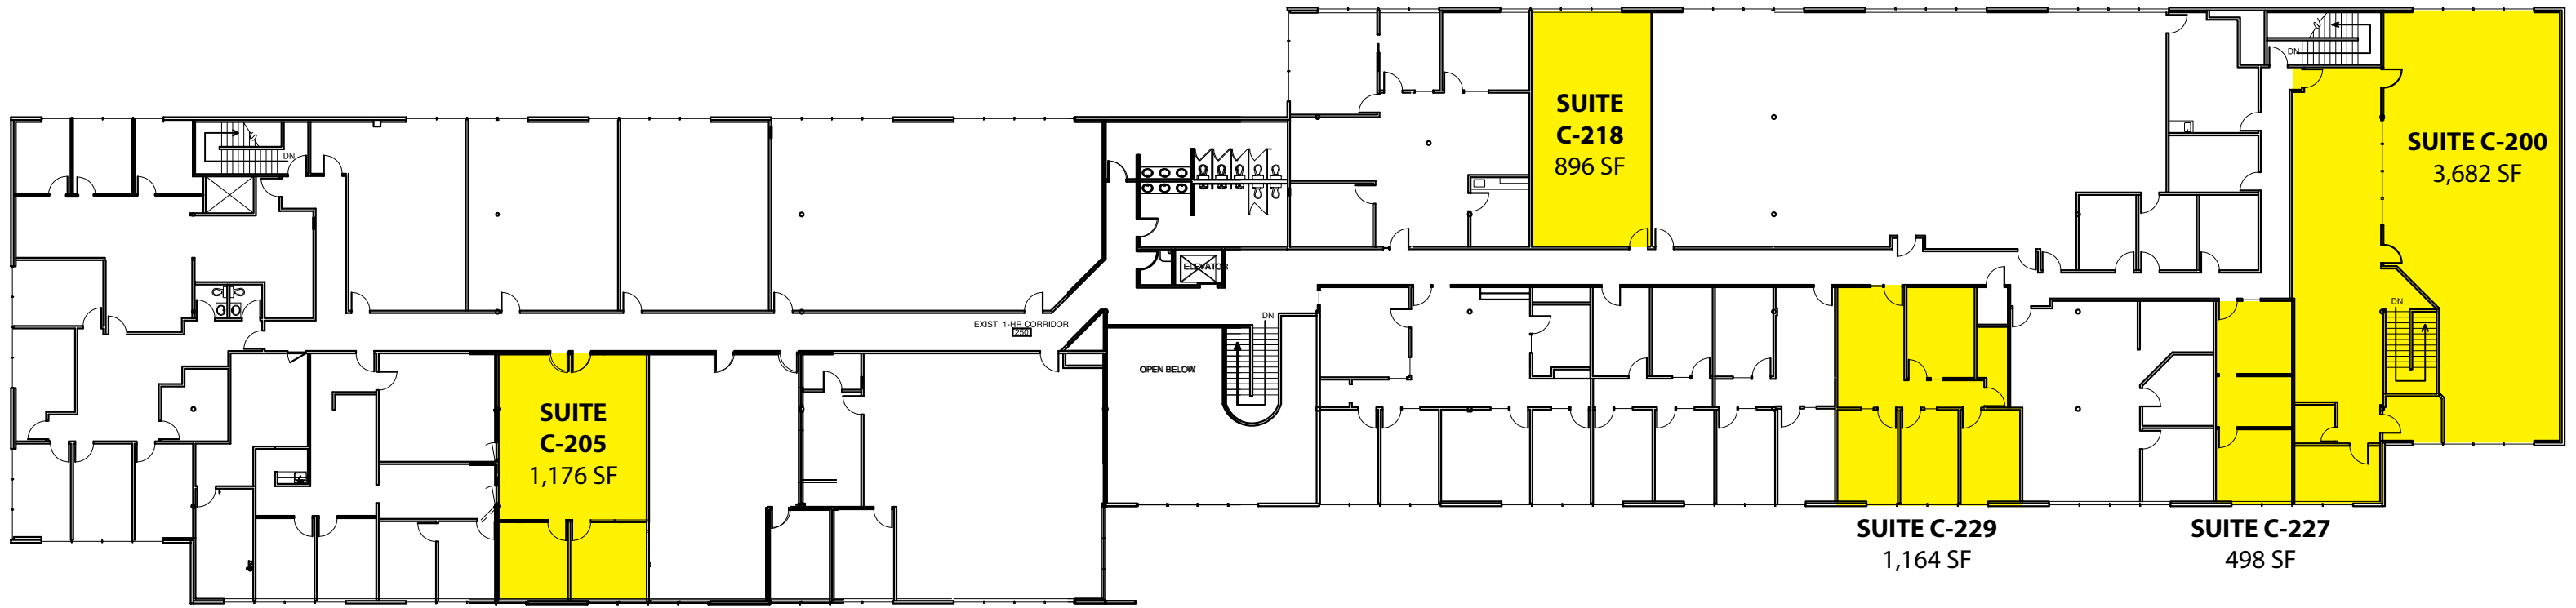 SUITE
C-218
896 SF
SUITE C-200
3,682 SF
DN
DN
ELEVATOR
DN
DN
EXIST. 1-HR CORRIDOR
250
OPEN BELOW
SUITE
C-205
1,176 SF
SUITE C-229
1,164 SF
SUITE C-227
498 SF